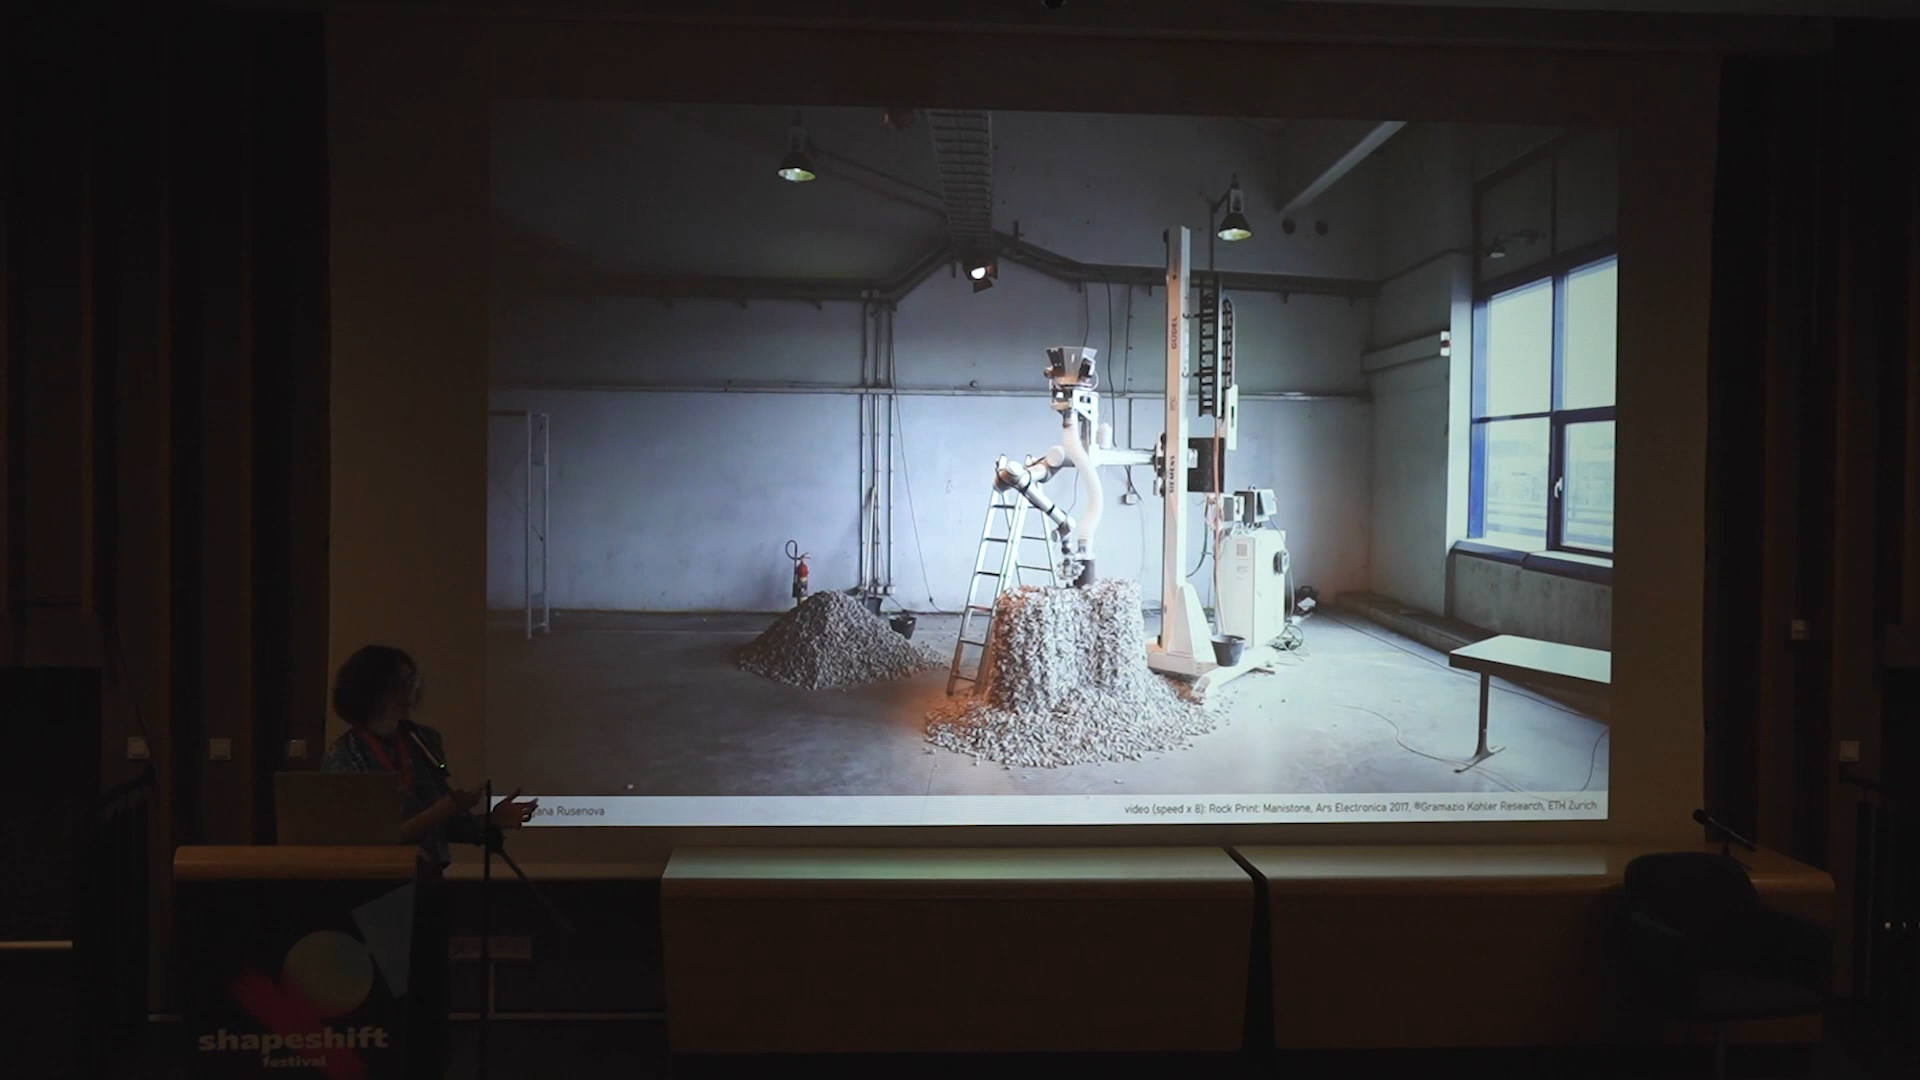 GÜDEL
SIEMENS
Rusenova
video (speed x 8): Rock Print: Manistone, Ars Electronica 2017, ®Gramazio Kohler Research, ETH Zurich
shapeshift
festival